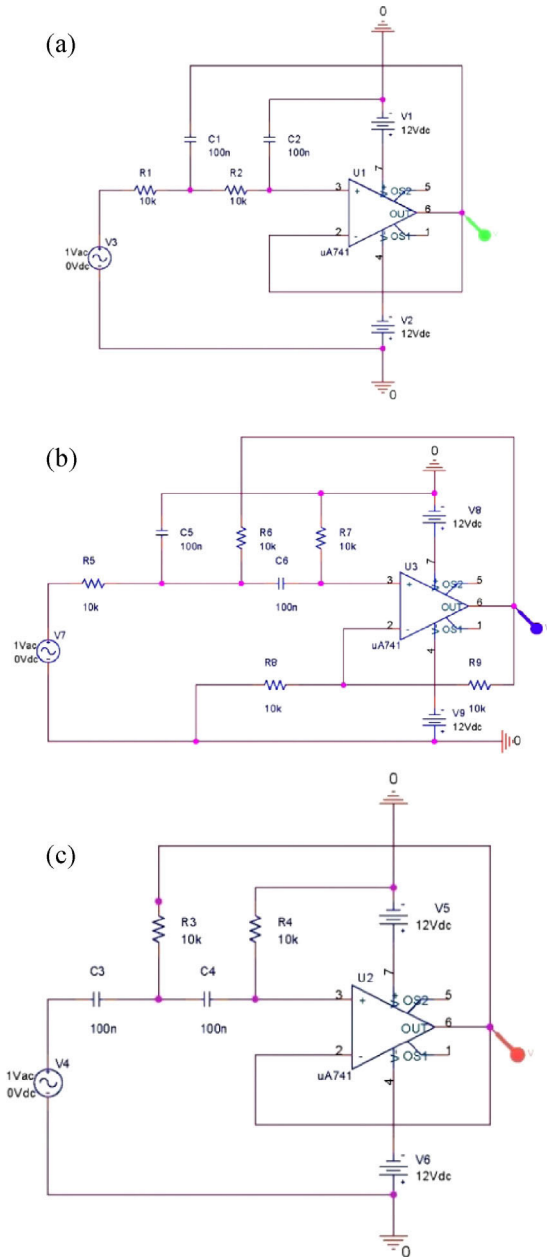 (a)
0
V1
12Vdc
C1
100n
C2
100n
R1
10k
R2
10k
U1
7
3
+
OS2
5
OUT
6
2
-
OS1
1
4
uA741
V3
1Vac
0Vdc
V2
12Vdc
0
(b)
0
V8
12Vdc
C5
100n
R6
10k
R7
10k
R5
10k
C6
100n
U3
7
3
+
OS2
5
OUT
6
2
-
OS1
1
4
uA741
V7
1Vac
0Vdc
R8
10k
R9
10k
V9
12Vdc
0
(c)
0
V5
12Vdc
R3
10k
R4
10k
C3
100n
C4
100n
U2
7
3
+
OS2
5
OUT
6
2
-
OS1
1
4
uA741
V4
1Vac
0Vdc
V6
12Vdc
0